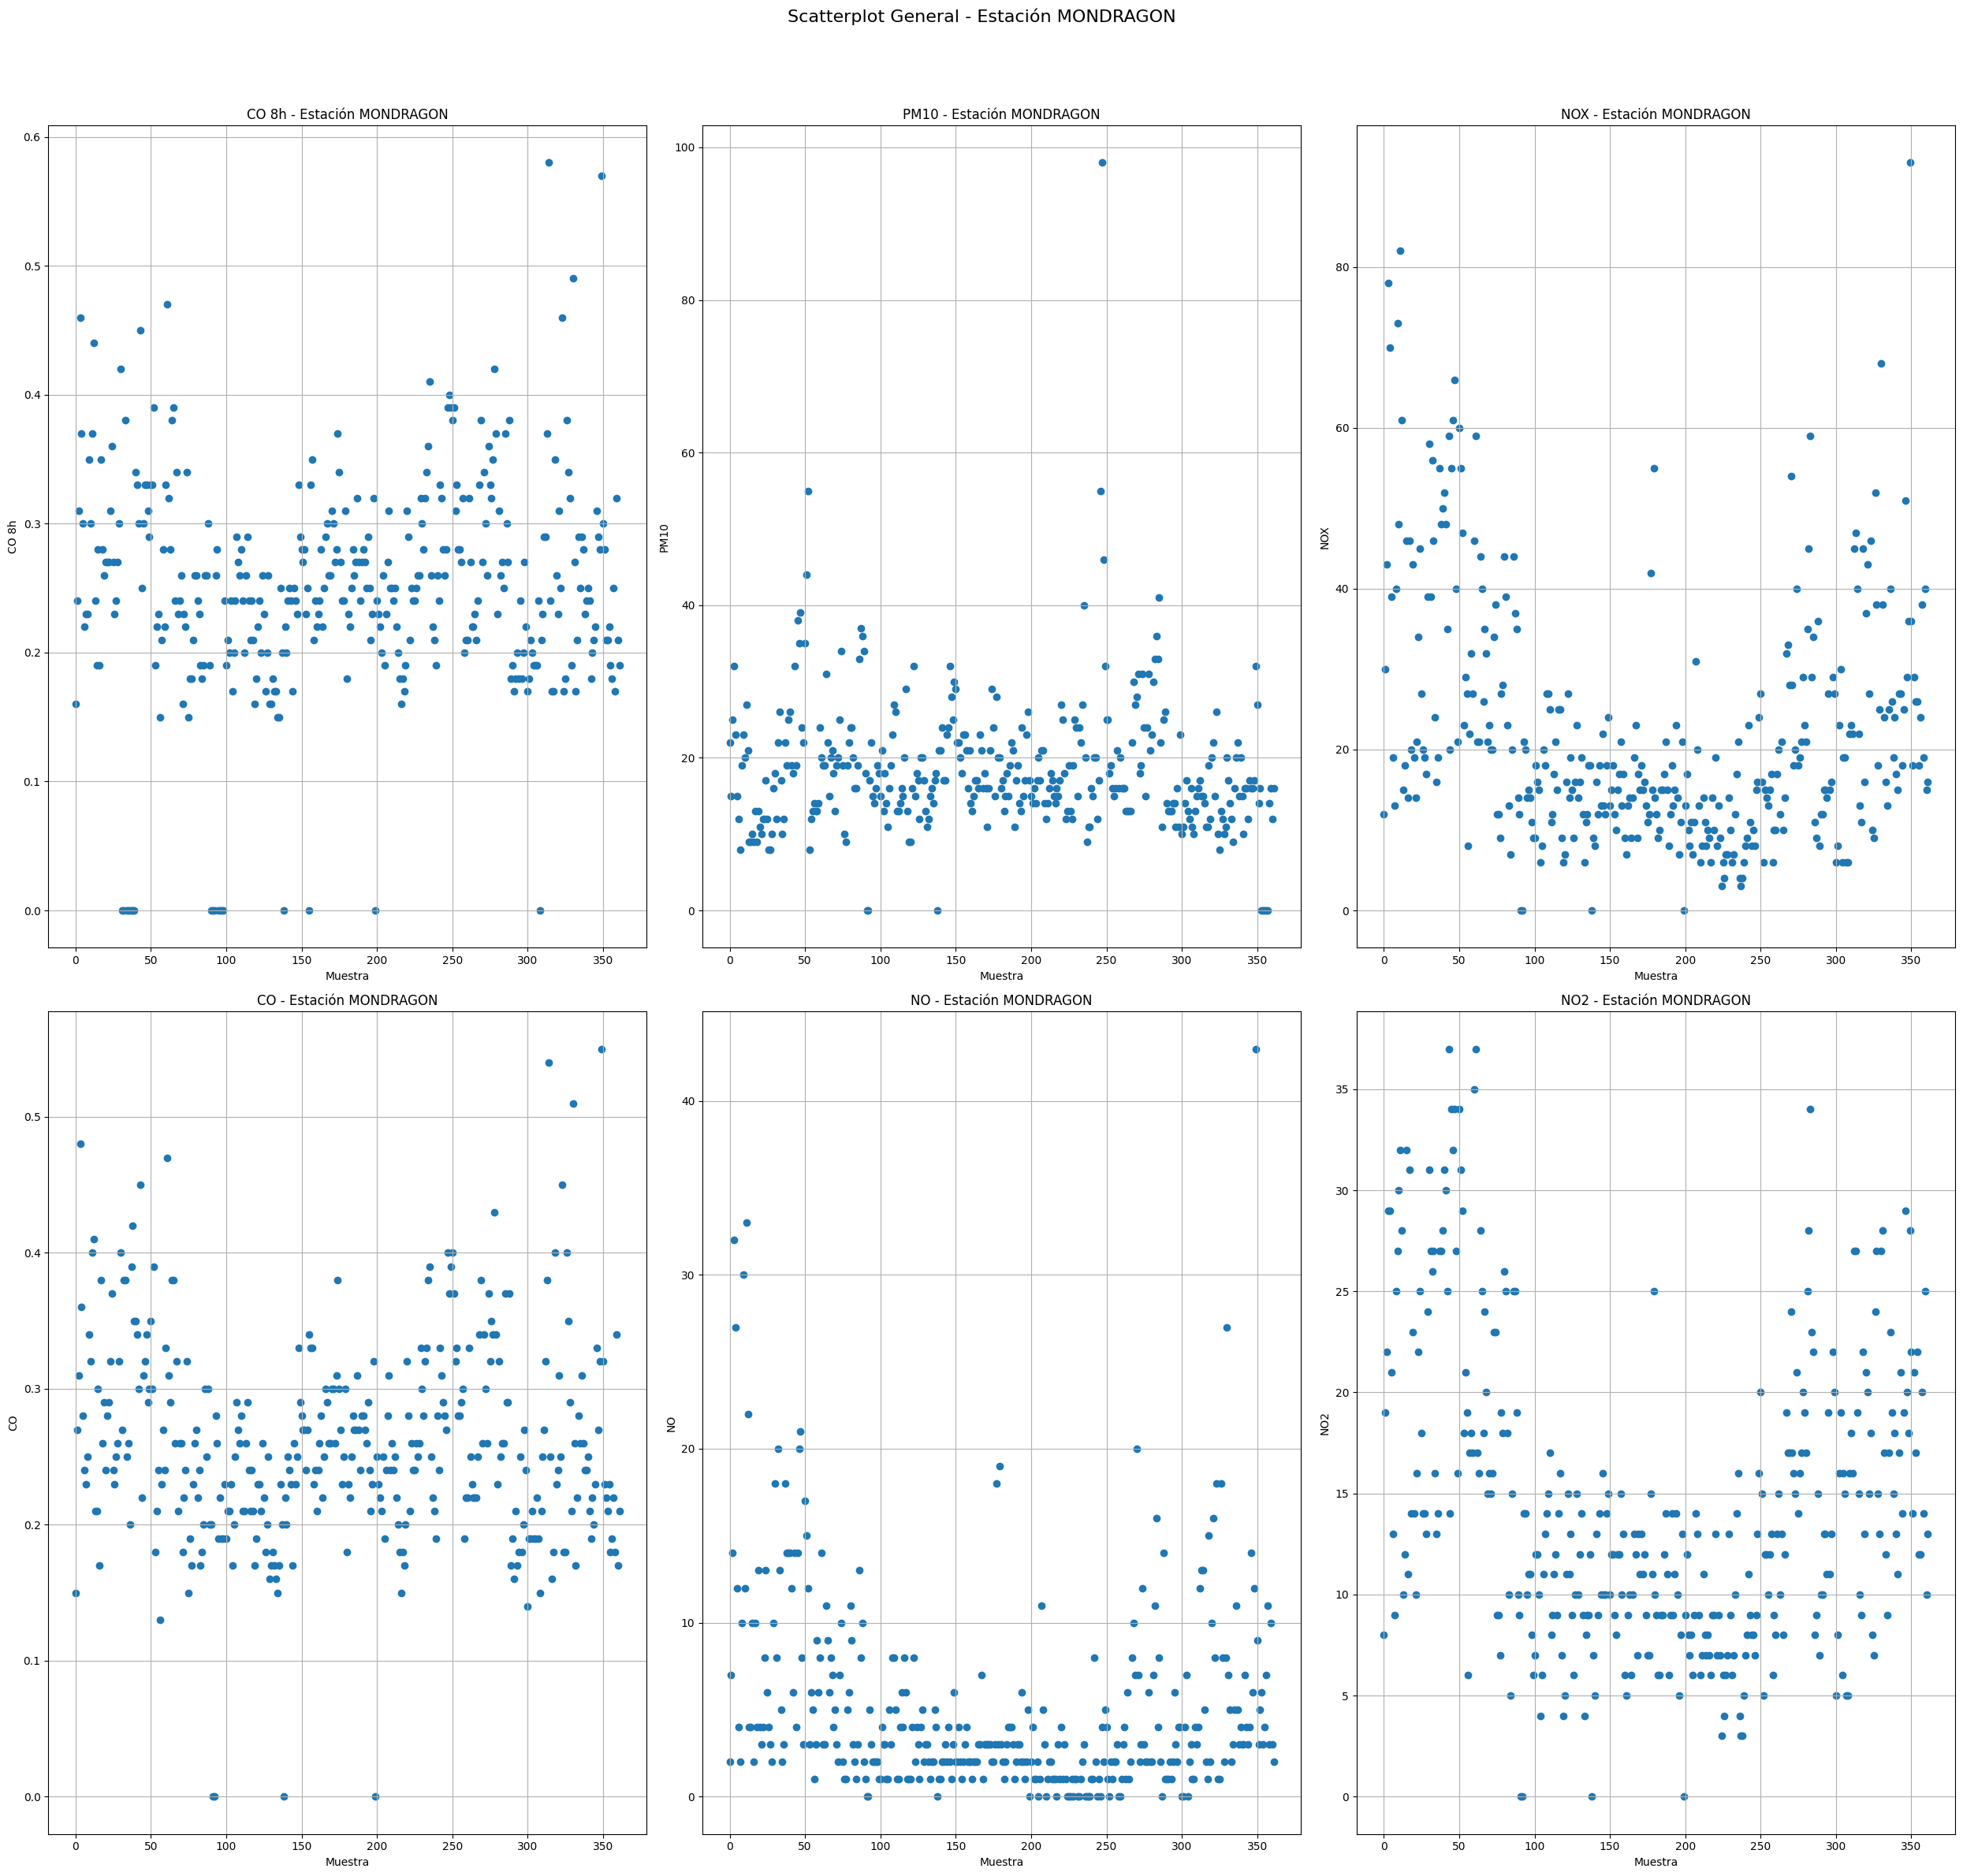 Scatterplot General - Estación MONDRAGON
CO 8h - Estación MONDRAGON
0.6
0.5
0.4
0.3
0.2
0.1
0.0
CO 8h
0 50 100 150 200 250 300 350
Muestra
PM10 - Estación MONDRAGON
100
80
60
40
20
0
PM10
0 50 100 150 200 250 300 350
Muestra
NOX - Estación MONDRAGON
80
60
40
20
0
NOX
0 50 100 150 200 250 300 350
Muestra
CO - Estación MONDRAGON
0.5
0.4
0.3
0.2
0.1
0.0
CO
0 50 100 150 200 250 300 350
Muestra
NO - Estación MONDRAGON
40
30
20
10
0
NO
0 50 100 150 200 250 300 350
Muestra
NO2 - Estación MONDRAGON
35
30
25
20
15
10
5
0
NO2
0 50 100 150 200 250 300 350
Muestra